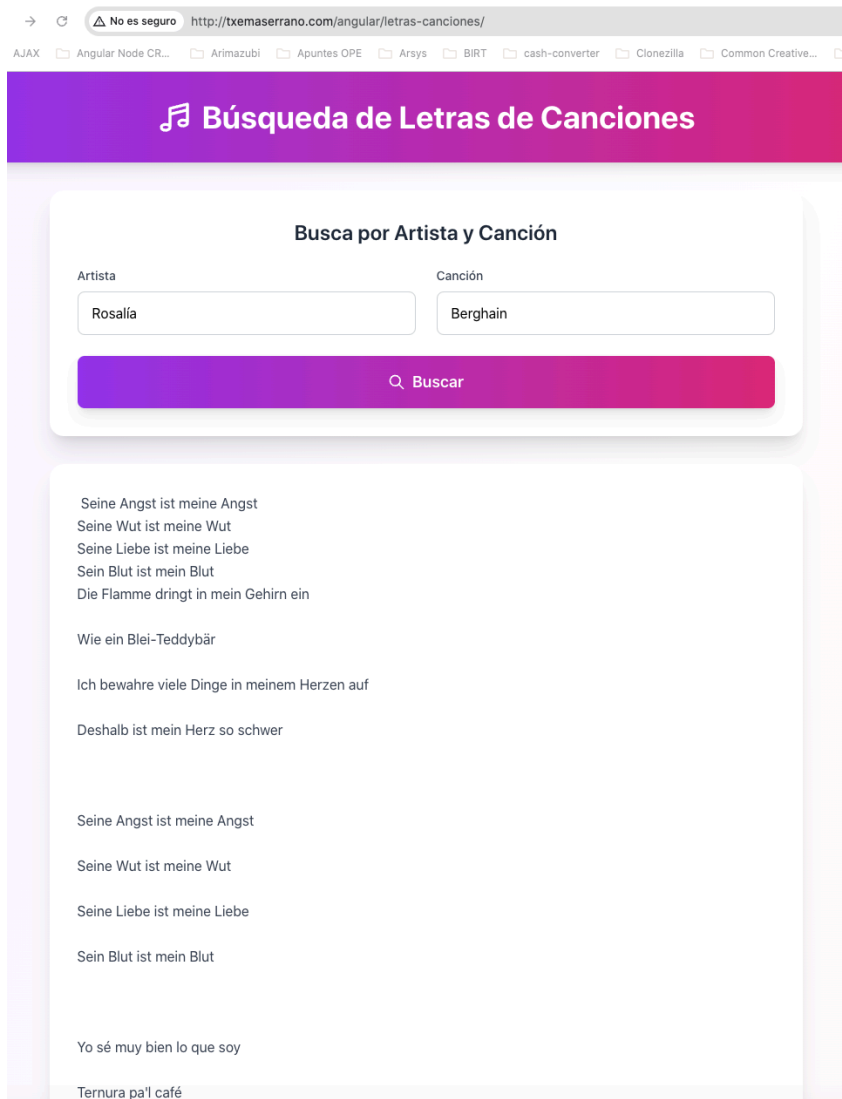 No es seguro http://txemaserrano.com/angular/letras-canciones/
AJAX Angular Node CR... Arimazubi Apuntes OPE Arsys BIRT cash-converter Clonezilla Common Creative...
Búsqueda de Letras de Canciones
Busca por Artista y Canción
Artista Canción
Rosalía Berghain
Buscar
Seine Angst ist meine Angst
Seine Wut ist meine Wut
Seine Liebe ist meine Liebe
Sein Blut ist mein Blut
Die Flamme dringt in mein Gehirn ein
Wie ein Blei-Teddybär
Ich bewahre viele Dinge in meinem Herzen auf
Deshalb ist mein Herz so schwer
Seine Angst ist meine Angst
Seine Wut ist meine Wut
Seine Liebe ist meine Liebe
Sein Blut ist mein Blut
Yo sé muy bien lo que soy
Ternura pa'l café